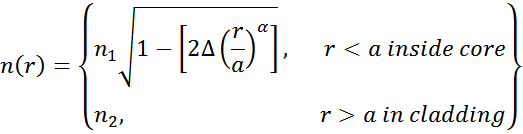 n(r) = { n₁√(1 − [2Δ(r/a)^α]), r < a inside core
n₂, r > a in cladding }